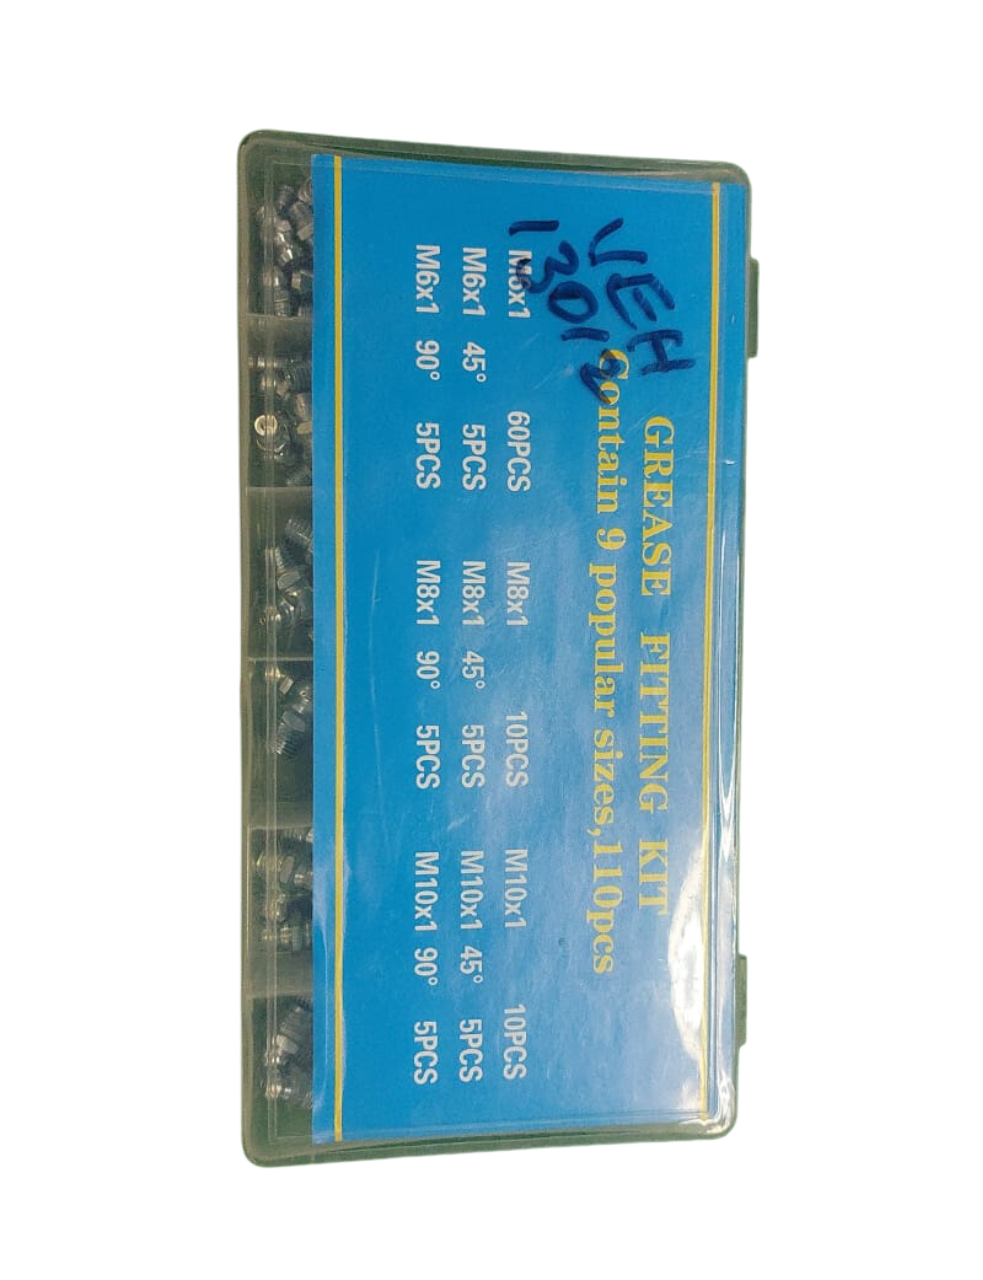 VEH
13012
GREASE FITTING KIT
Contain 9 popular sizes,110pcs
M6x1 60PCS M8x1 10PCS M10x1 10PCS
M6x1 45° 5PCS M8x1 45° 5PCS M10x1 45° 5PCS
M6x1 90° 5PCS M8x1 90° 5PCS M10x1 90° 5PCS